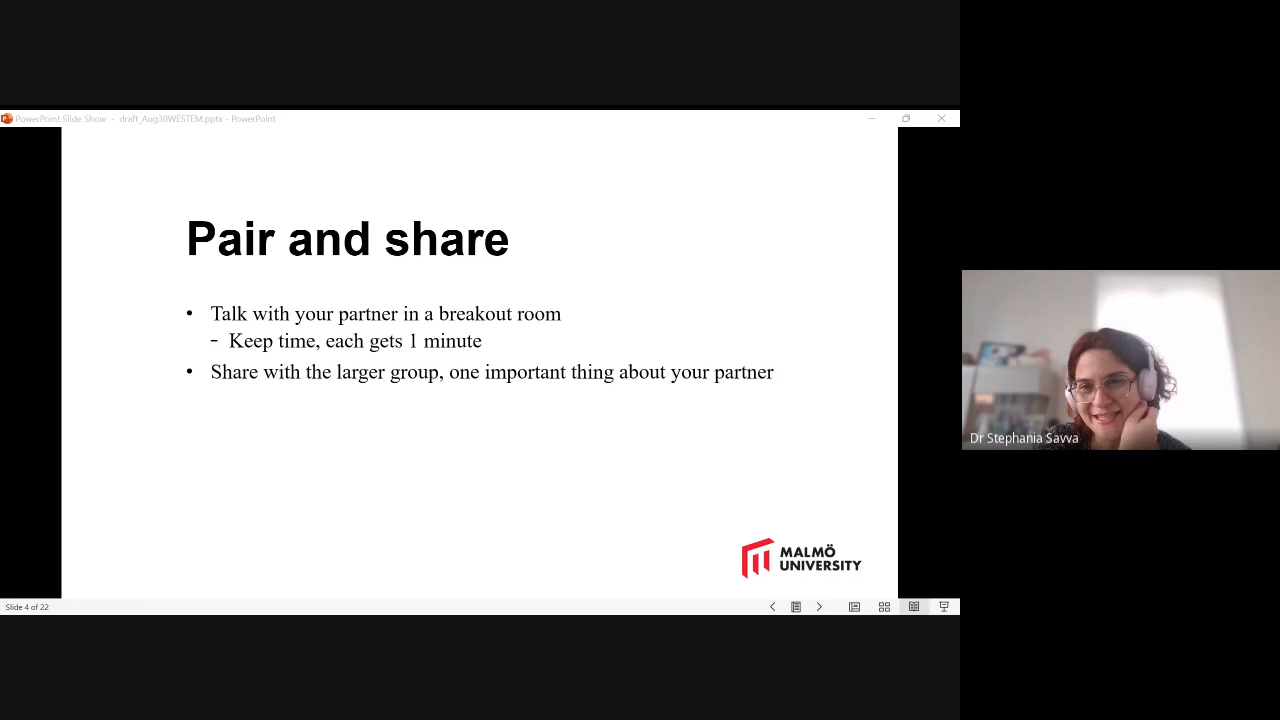 PowerPoint Slide Show - draft_Aug30WESTEM.pptx - PowerPoint
Pair and share
• Talk with your partner in a breakout room
- Keep time, each gets 1 minute
• Share with the larger group, one important thing about your partner
MALMÖ
UNIVERSITY
Dr Stephania Savva
Slide 4 of 22